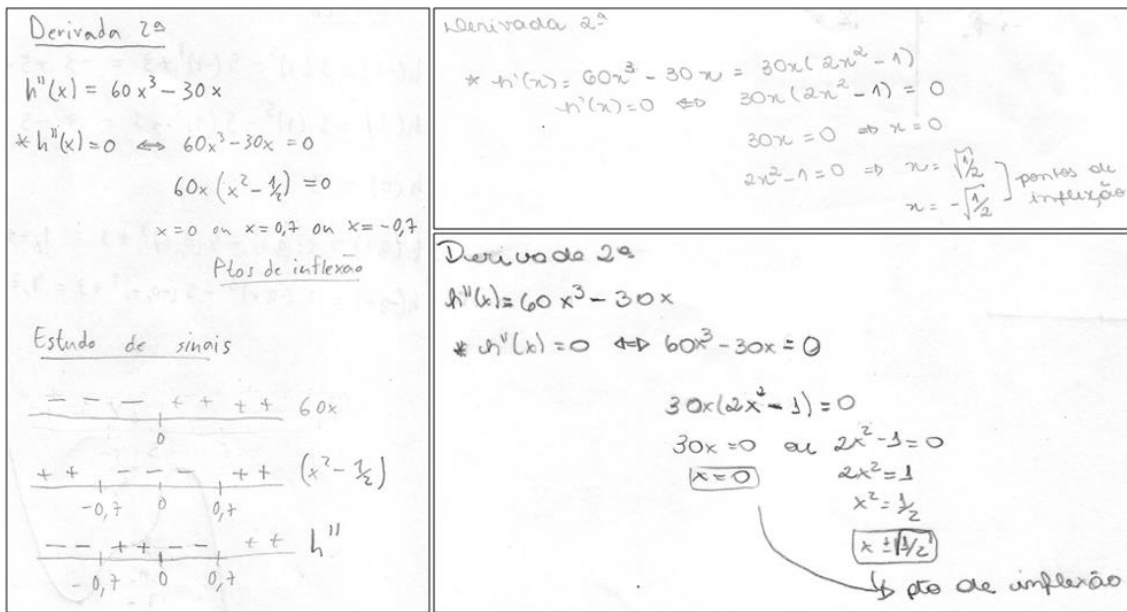 Derivada 2ª
h''(x) = 60x³ - 30x
* h''(x) = 0 ⇔ 60x³ - 30x = 0
60x(x² - 1/2) = 0
x = 0 ou x = 0,7 ou x = -0,7
Ptos de inflexão
Estudo de sinais
- - - + + + + 60x
0
+ + - - - + + (x² - 1/2)
-0,7 0 0,7
- - + + - - + + h''
-0,7 0 0,7
Derivada 2ª
* h'(x) = 60x³ - 30x = 30x(2x² - 1)
h'(x) = 0 ⇔ 30x(2x² - 1) = 0
30x = 0 ⇒ x = 0
2x² - 1 = 0 ⇒ x = √1/2
x = -√1/2 ] pontos de inflexão
Derivada 2ª
h''(x) = 60x³ - 30x
* h''(x) = 0 ⇔ 60x³ - 30x = 0
30x(2x² - 1) = 0
30x = 0 ou 2x² - 1 = 0
x = 0 2x² = 1
x² = 1/2
x ± √1/2
↳ pto de inflexão